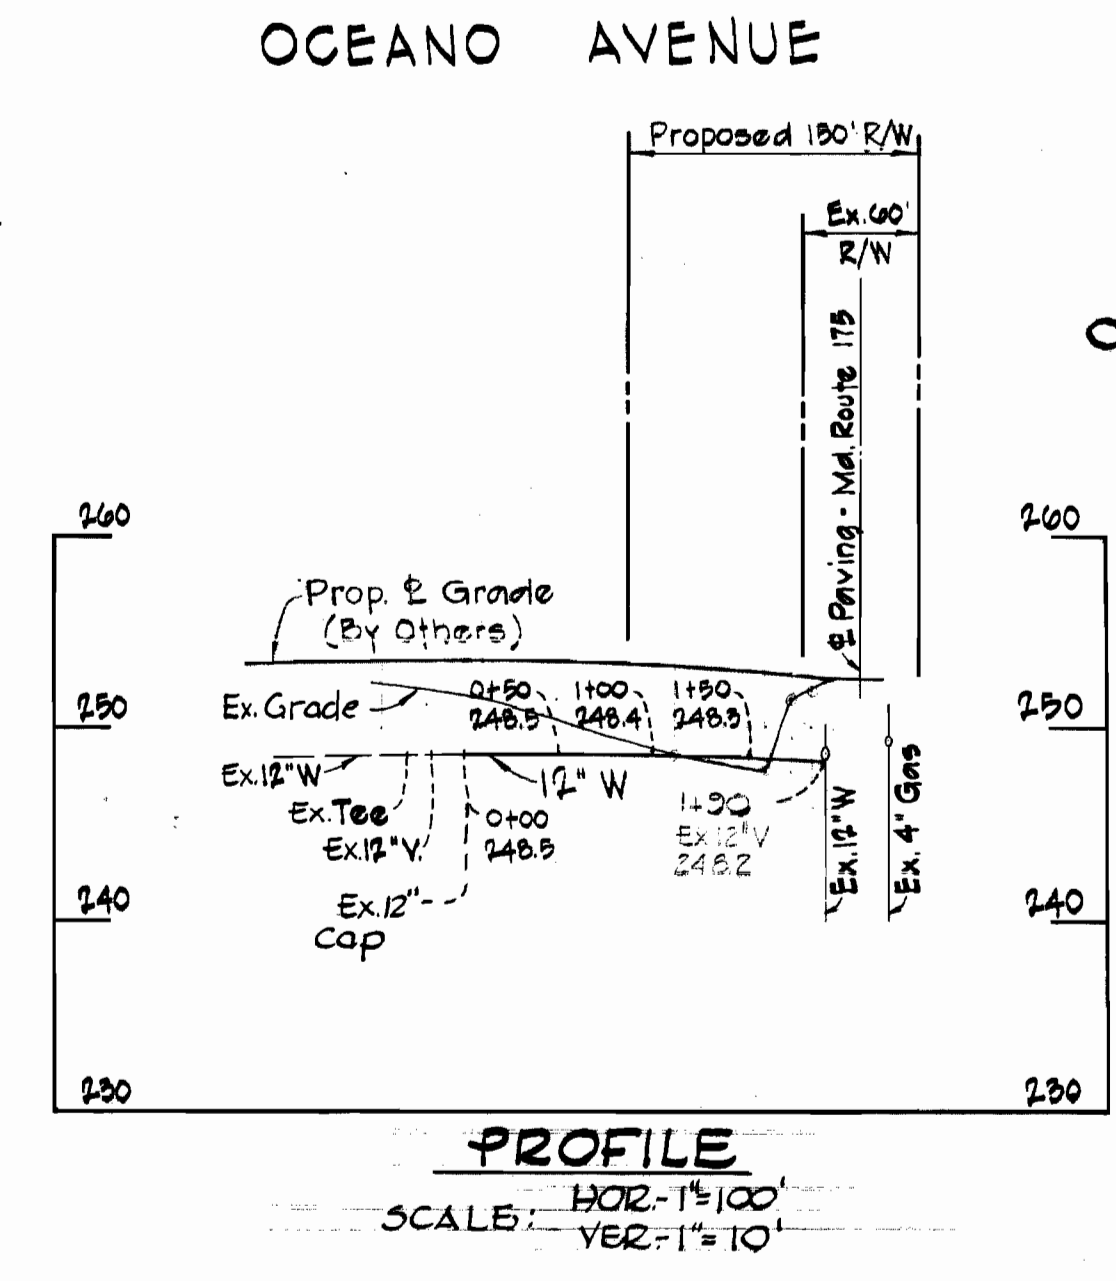 OCEANO AVENUE
Proposed 150' R/W
Ex. 60'
R/W
℄ Paving - Md. Route 175
260
260
Prop. ℄ Grade
(By Others)
Ex. Grade
0+50
248.5
1+00
248.4
1+50
248.3
250
250
Ex. 12" W
12" W
Ex. Tee
Ex. 12" V.
0+00
248.5
Ex. 12"
Cap
1+90
Ex 12" V
248.2
Ex. 12" W
Ex. 4" Gas
240
240
230
230
PROFILE
SCALE: HOR.- 1"=100'
VER.- 1"= 10'